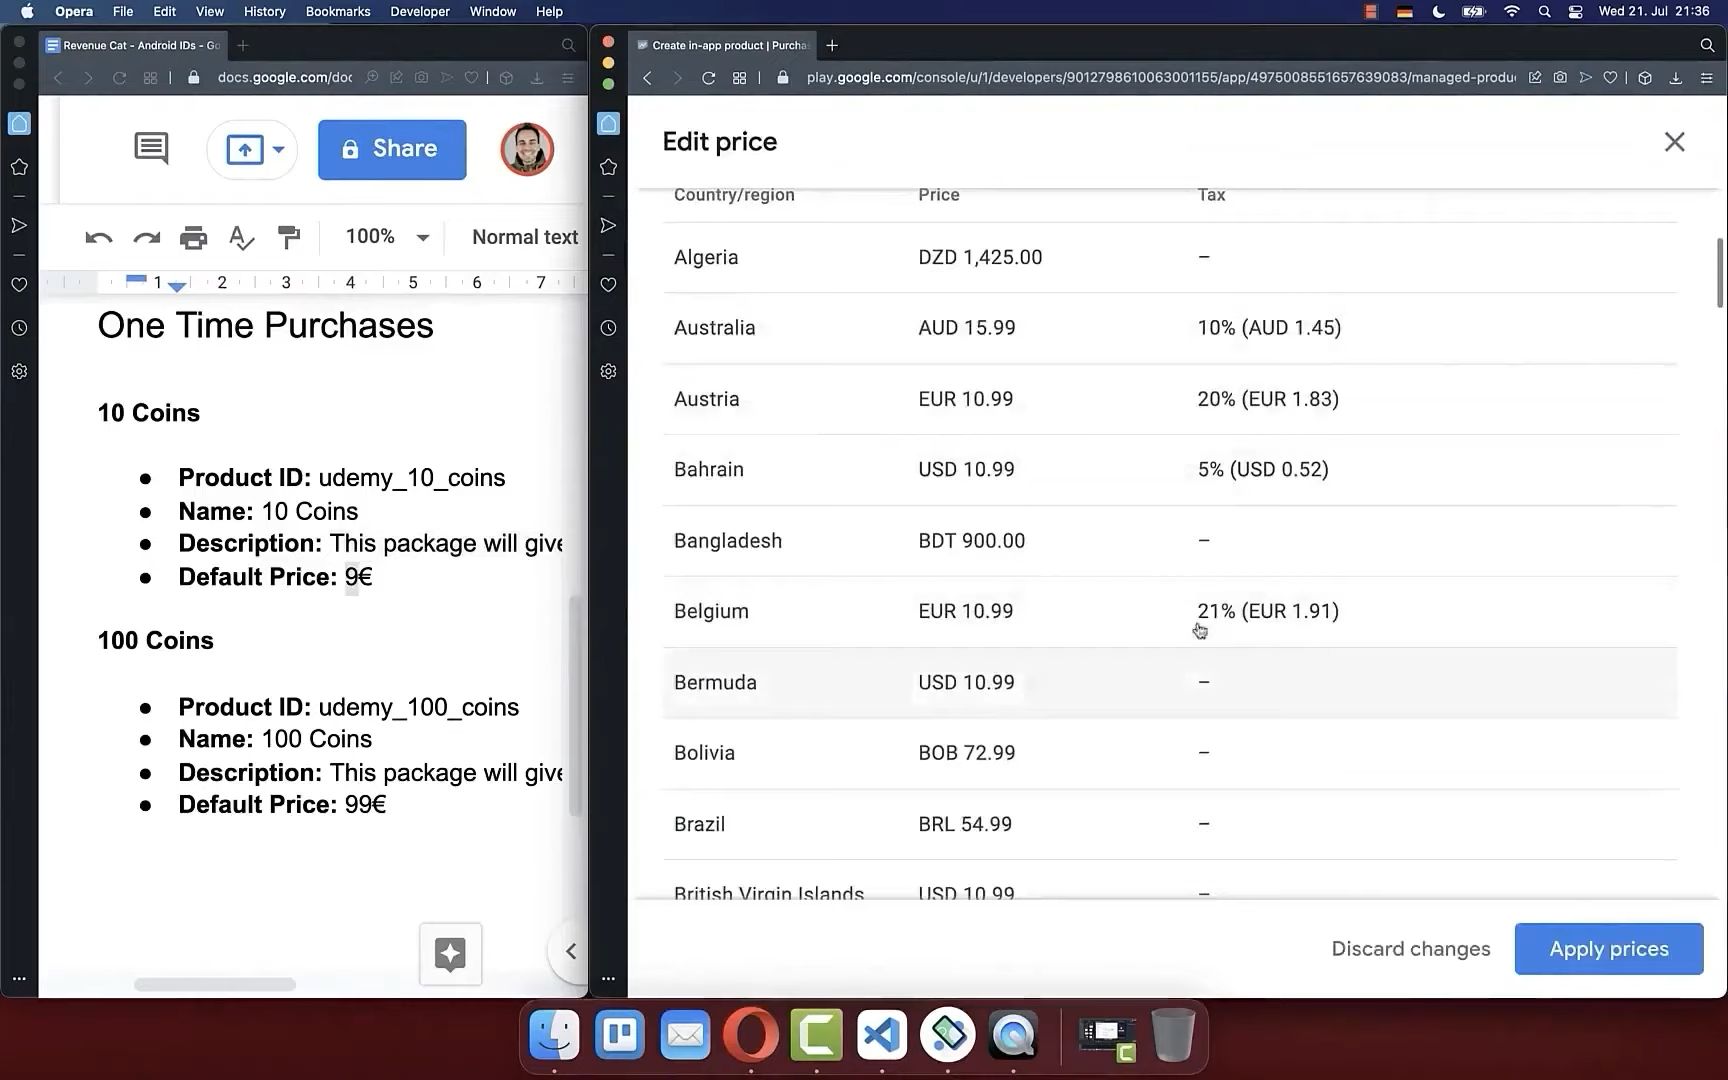 Opera File Edit View History Bookmarks Developer Window Help
Wed 21. Jul 21:36
Revenue Cat - Android IDs - Go
docs.google.com/doc
Share
100%
Normal text
1 2 3 4 5 6 7
One Time Purchases
10 Coins
● Product ID: udemy_10_coins
● Name: 10 Coins
● Description: This package will give
● Default Price: 9€
100 Coins
● Product ID: udemy_100_coins
● Name: 100 Coins
● Description: This package will give
● Default Price: 99€
Create in-app product | Purcha
play.google.com/console/u/1/developers/9012798610063001155/app/4975008551657639083/managed-produ
Edit price
Country/region Price Tax
Algeria DZD 1,425.00 –
Australia AUD 15.99 10% (AUD 1.45)
Austria EUR 10.99 20% (EUR 1.83)
Bahrain USD 10.99 5% (USD 0.52)
Bangladesh BDT 900.00 –
Belgium EUR 10.99 21% (EUR 1.91)
Bermuda USD 10.99 –
Bolivia BOB 72.99 –
Brazil BRL 54.99 –
British Virgin Islands USD 10.99 –
Discard changes
Apply prices